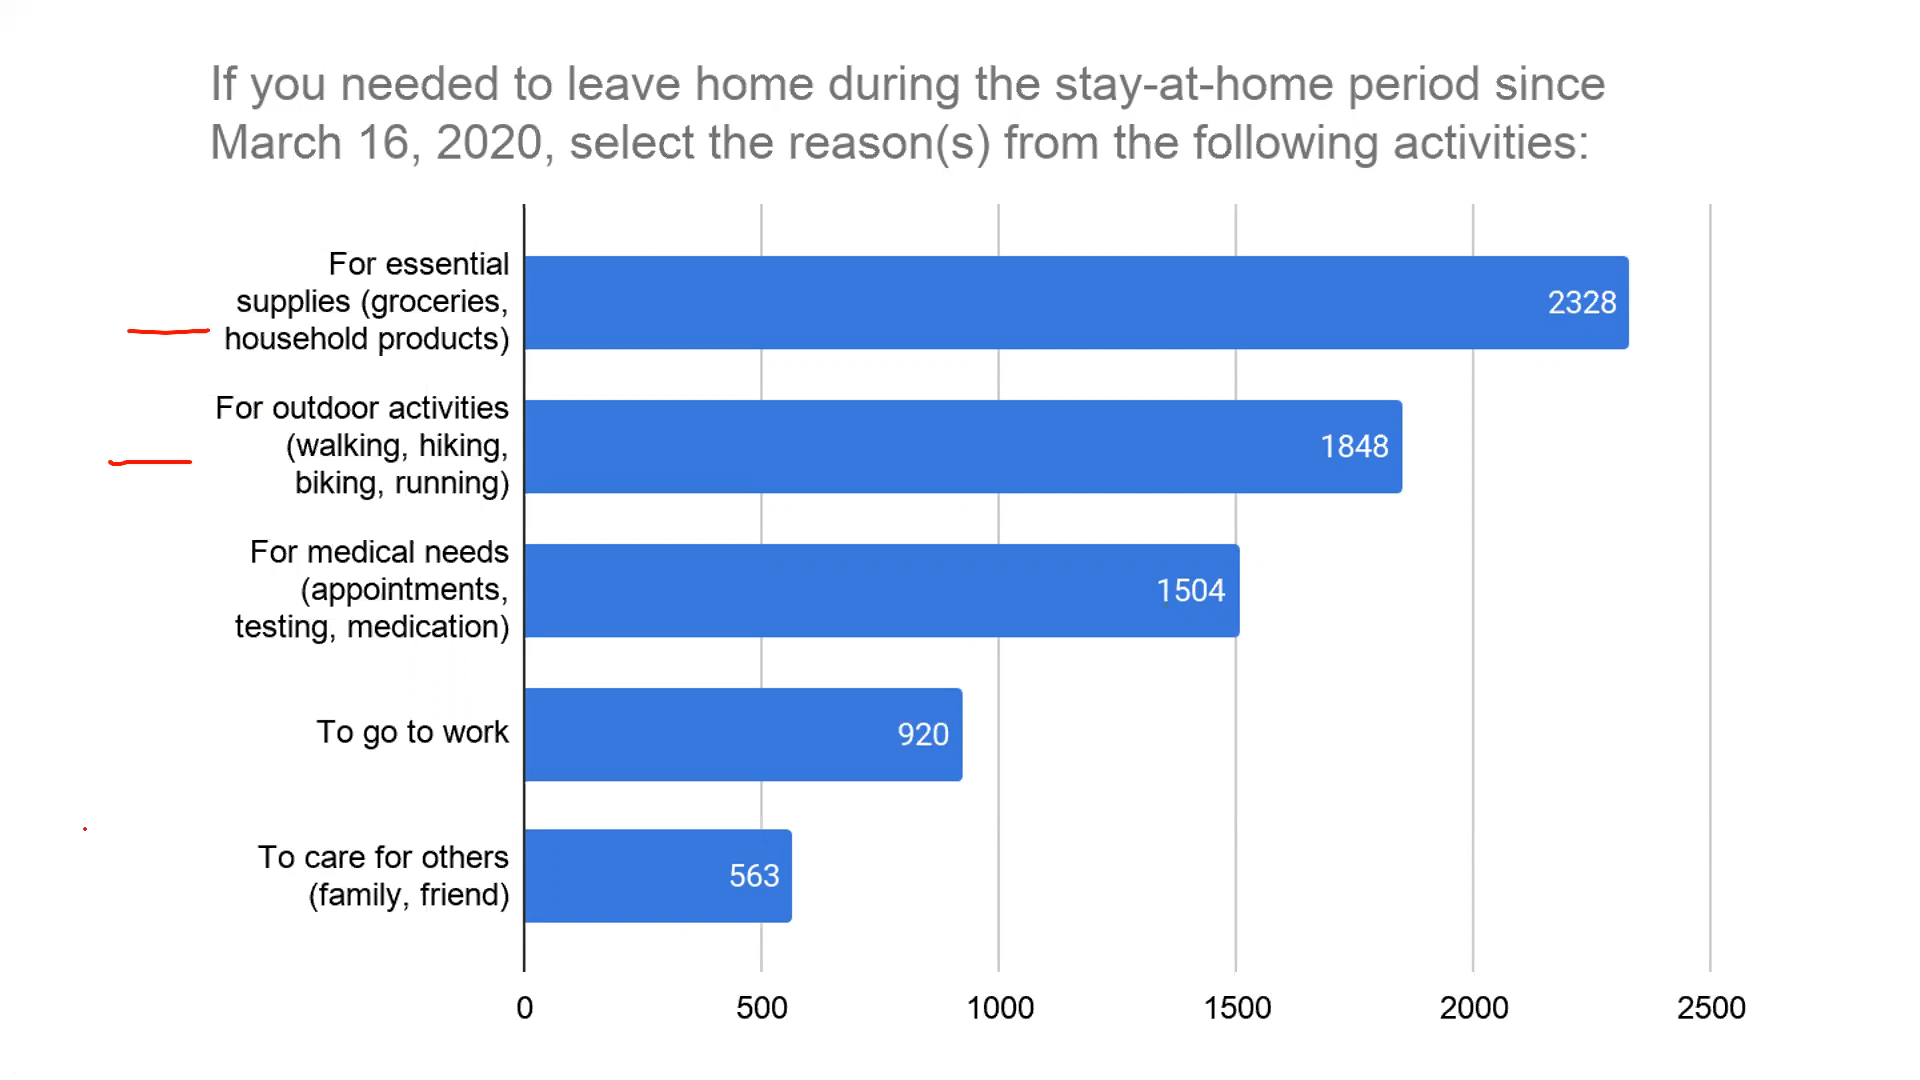 If you needed to leave home during the stay-at-home period since
March 16, 2020, select the reason(s) from the following activities:
For essential
supplies (groceries,
household products)
2328
For outdoor activities
(walking, hiking,
biking, running)
1848
For medical needs
(appointments,
testing, medication)
1504
To go to work
920
To care for others
(family, friend)
563
0 500 1000 1500 2000 2500